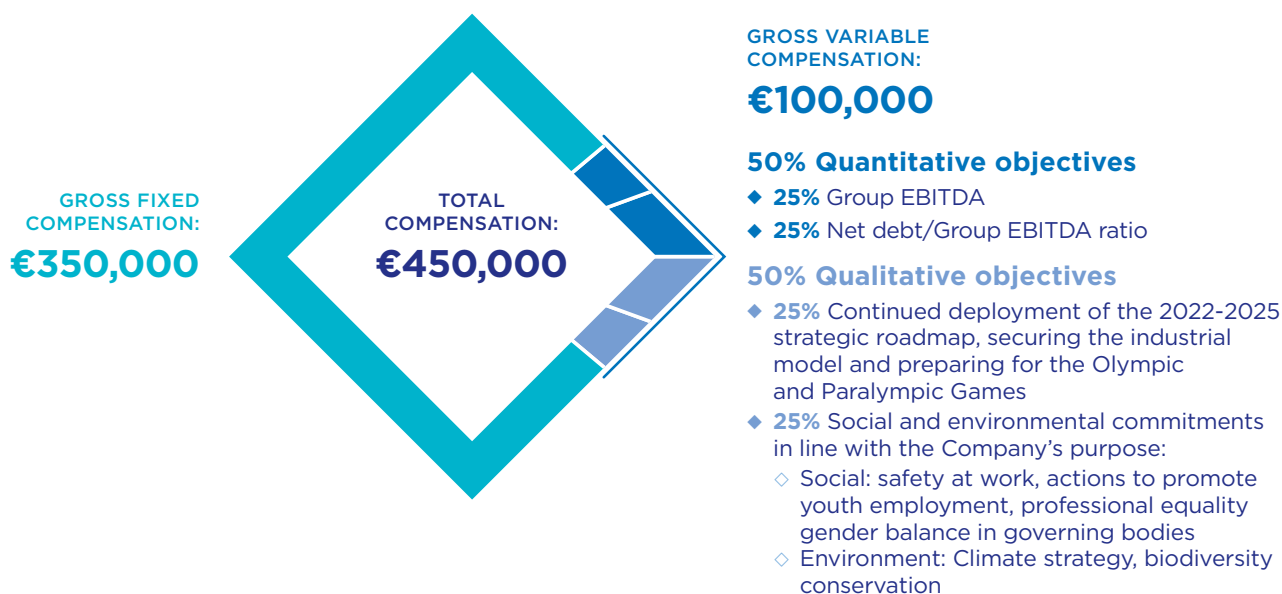 GROSS FIXED
COMPENSATION:
€350,000
TOTAL
COMPENSATION:
€450,000
GROSS VARIABLE
COMPENSATION:
€100,000
50% Quantitative objectives
◆ 25% Group EBITDA
◆ 25% Net debt/Group EBITDA ratio
50% Qualitative objectives
◆ 25% Continued deployment of the 2022-2025
strategic roadmap, securing the industrial
model and preparing for the Olympic
and Paralympic Games
◆ 25% Social and environmental commitments
in line with the Company’s purpose:
◇ Social: safety at work, actions to promote
youth employment, professional equality
gender balance in governing bodies
◇ Environment: Climate strategy, biodiversity
conservation